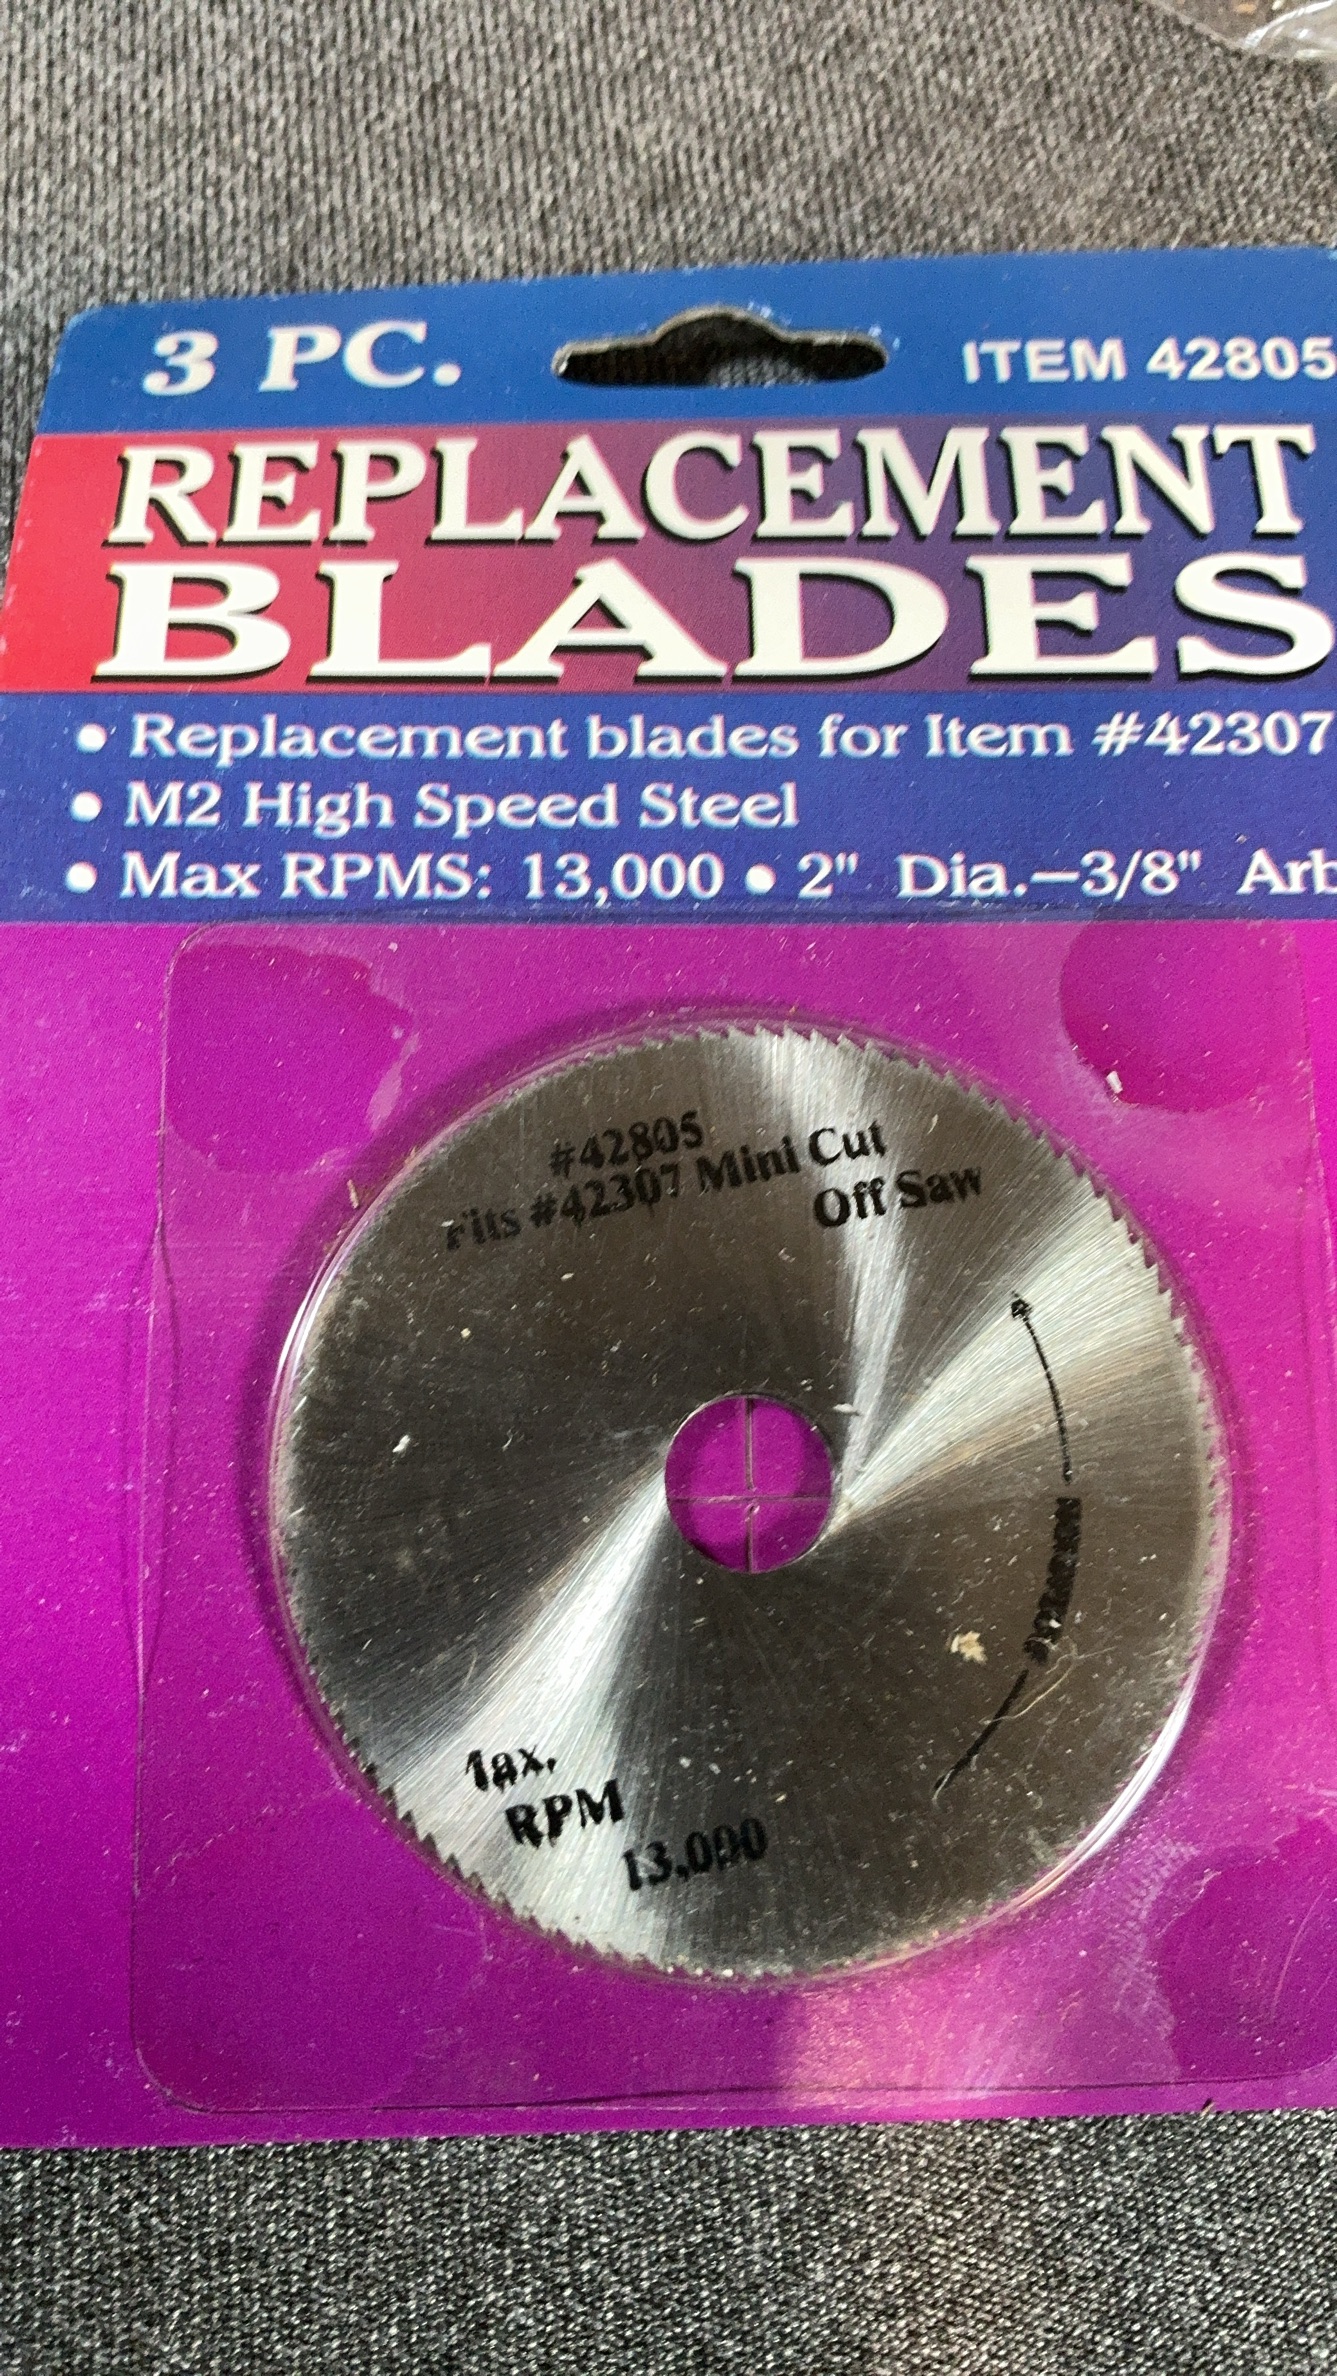 3 PC.
ITEM 42805
REPLACEMENT
BLADES
• Replacement blades for Item #42307
• M2 High Speed Steel
• Max RPMS: 13,000 • 2" Dia.–3/8" Arb
#42805
Fits #42307 Mini Cut
Off Saw
Max.
RPM
13,000